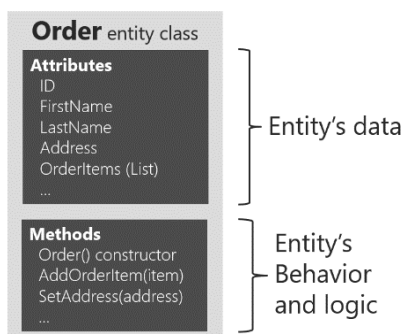 Order entity class
Attributes
ID
FirstName
LastName
Address
OrderItems (List)
...
Entity's data
Methods
Order() constructor
AddOrderItem(item)
SetAddress(address)
...
Entity's
Behavior
and logic